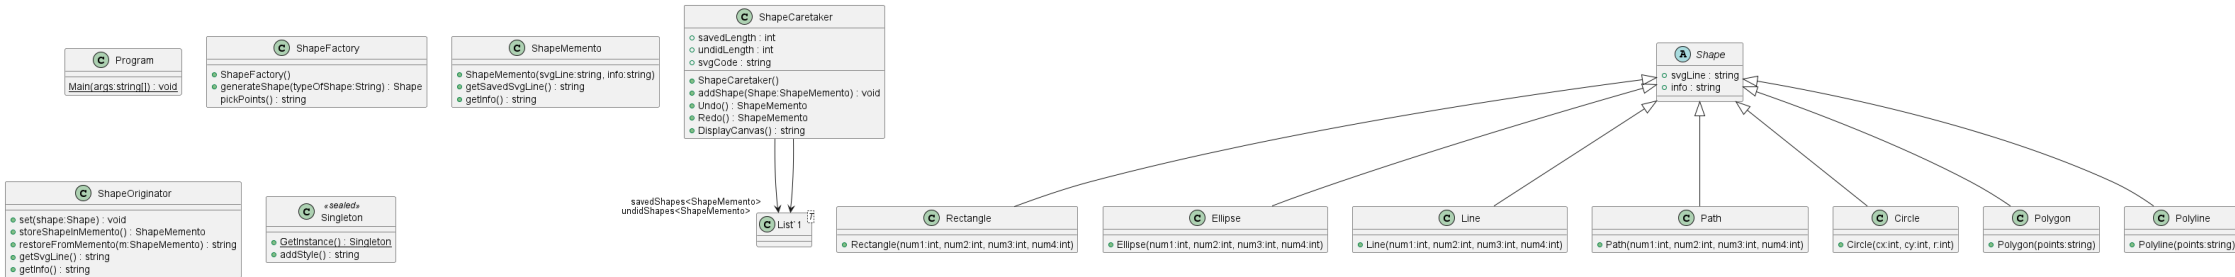 Program
Main(args:string[]) : void
ShapeFactory
ShapeFactory()
generateShape(typeOfShape:String) : Shape
pickPoints() : string
ShapeMemento
ShapeMemento(svgLine:string, info:string)
getSavedSvgLine() : string
getInfo() : string
ShapeCaretaker
savedLength : int
undidLength : int
svgCode : string
ShapeCaretaker()
addShape(Shape:ShapeMemento) : void
Undo() : ShapeMemento
Redo() : ShapeMemento
DisplayCanvas() : string
Shape
svgLine : string
info : string
ShapeOriginator
set(shape:Shape) : void
storeShapeInMemento() : ShapeMemento
restoreFromMemento(m:ShapeMemento) : string
getSvgLine() : string
getInfo() : string
«sealed»
Singleton
GetInstance() : Singleton
addStyle() : string
savedShapes<ShapeMemento>
undidShapes<ShapeMemento>
List`1
T
Rectangle
Rectangle(num1:int, num2:int, num3:int, num4:int)
Ellipse
Ellipse(num1:int, num2:int, num3:int, num4:int)
Line
Line(num1:int, num2:int, num3:int, num4:int)
Path
Path(num1:int, num2:int, num3:int, num4:int)
Circle
Circle(cx:int, cy:int, r:int)
Polygon
Polygon(points:string)
Polyline
Polyline(points:string)